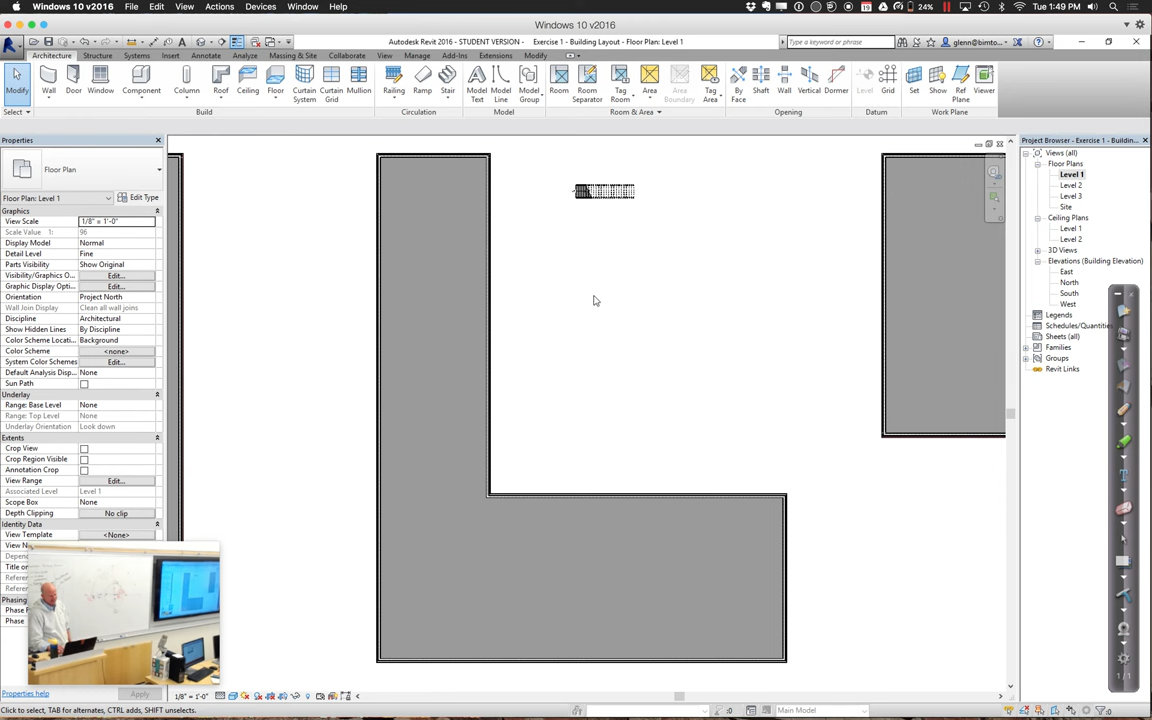 Windows 10 v2016 File Edit View Actions Devices Window Help 24% Tue 1:49 PM
Windows 10 v2016
Autodesk Revit 2016 - STUDENT VERSION - Exercise 1 - Building Layout - Floor Plan: Level 1 Type a keyword or phrase glenn@bimto...
Architecture Structure Systems Insert Annotate Analyze Massing & Site Collaborate View Manage Add-Ins Extensions Modify
Modify Wall Door Window Component Column Roof Ceiling Floor Curtain System Curtain Grid Mullion Railing Ramp Stair Model Text Model Line Model Group Room Room Separator Tag Room Area Area Boundary Tag Area By Face Shaft Wall Vertical Dormer Level Grid Set Show Ref Plane Viewer
Select Build Circulation Model Room & Area Opening Datum Work Plane
Properties
Floor Plan
Floor Plan: Level 1 Edit Type
Graphics
View Scale 1/8" = 1'-0"
Scale Value 1: 96
Display Model Normal
Detail Level Fine
Parts Visibility Show Original
Visibility/Graphics O... Edit...
Graphic Display Opti... Edit...
Orientation Project North
Wall Join Display Clean all wall joins
Discipline Architectural
Show Hidden Lines By Discipline
Color Scheme Locati... Background
Color Scheme <none>
System Color Schemes Edit...
Default Analysis Disp... None
Sun Path
Underlay
Range: Base Level None
Range: Top Level None
Underlay Orientation Look down
Extents
Crop View
Crop Region Visible
Annotation Crop
View Range Edit...
Associated Level Level 1
Scope Box None
Depth Clipping No clip
Identity Data
View Template <None>
View N
Depen
Title or
Refere
Refere
Phasing
Phase F
Phase
Properties help Apply
Project Browser - Exercise 1 - Building...
Views (all)
Floor Plans
Level 1
Level 2
Level 3
Site
Ceiling Plans
Level 1
Level 2
3D Views
Elevations (Building Elevation)
East
North
South
West
Legends
Schedules/Quantities
Sheets (all)
Families
Groups
Revit Links
1/8" = 1'-0"
Click to select, TAB for alternates, CTRL adds, SHIFT unselects. :0 Main Model :0
1 / 1